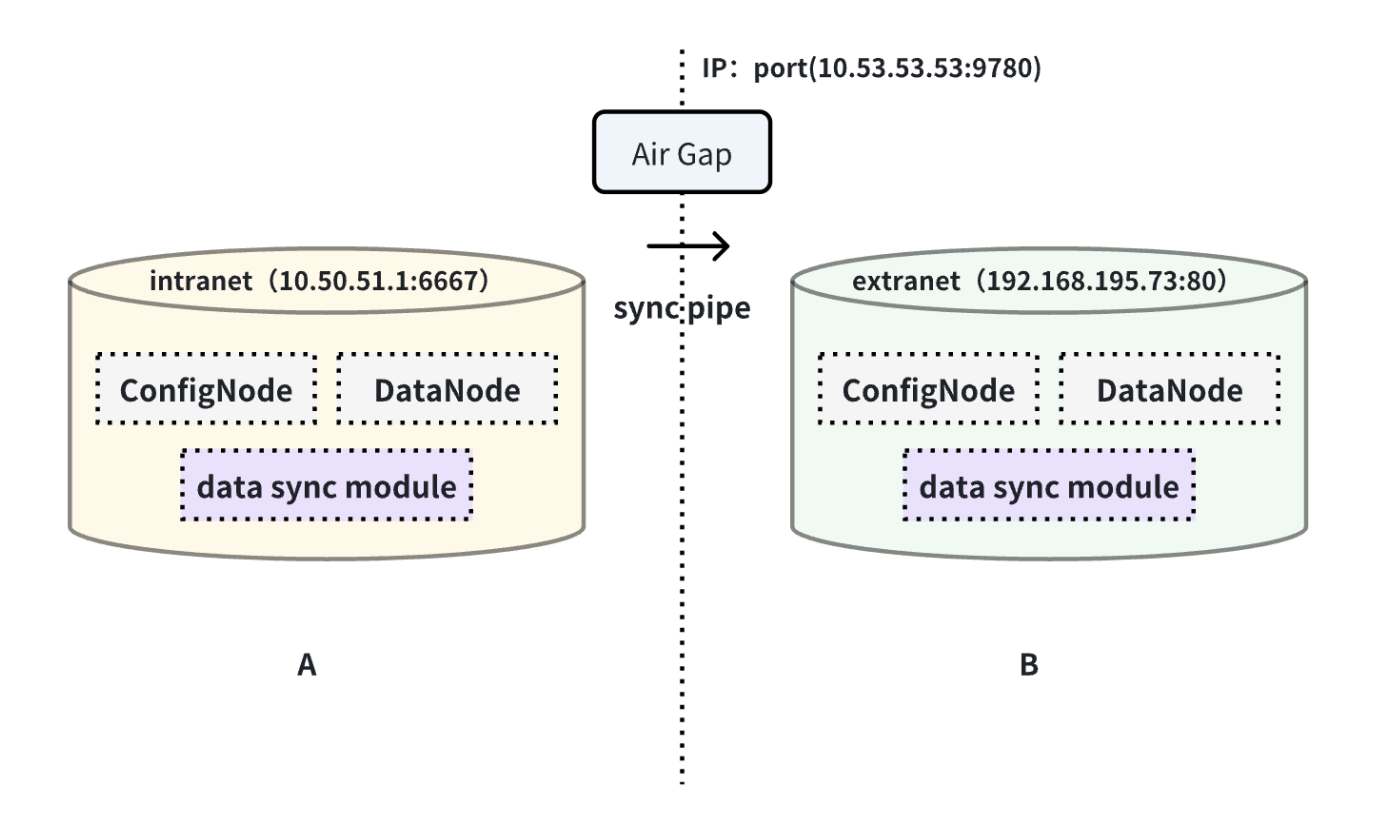 IP：port(10.53.53.53:9780)
Air Gap
intranet（10.50.51.1:6667）
extranet（192.168.195.73:80）
sync pipe
ConfigNode
DataNode
ConfigNode
DataNode
data sync module
data sync module
A
B